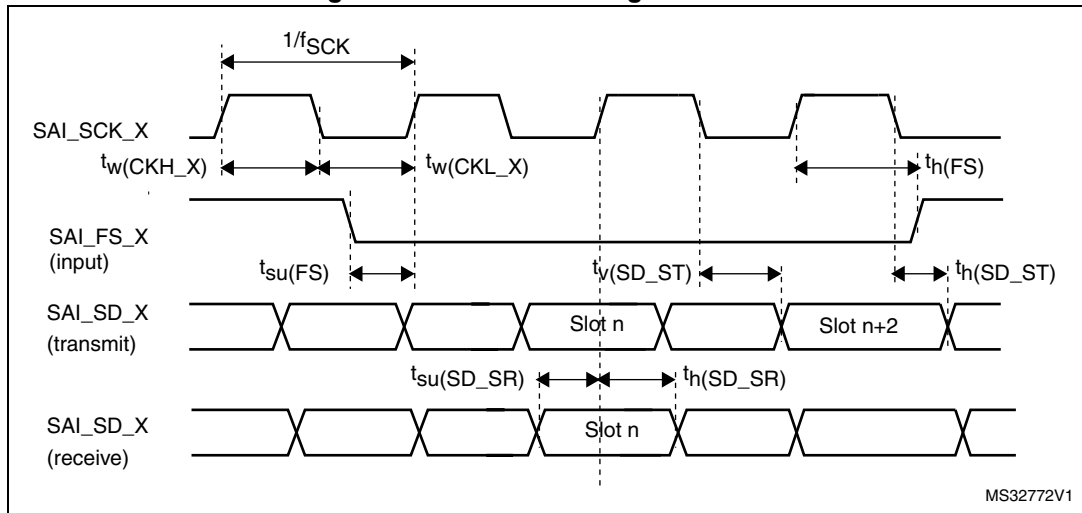 1/fSCK
SAI_SCK_X
tw(CKH_X)
tw(CKL_X)
th(FS)
SAI_FS_X
(input)
tsu(FS)
tv(SD_ST)
th(SD_ST)
SAI_SD_X
(transmit)
Slot n
Slot n+2
tsu(SD_SR)
th(SD_SR)
SAI_SD_X
(receive)
Slot n
MS32772V1